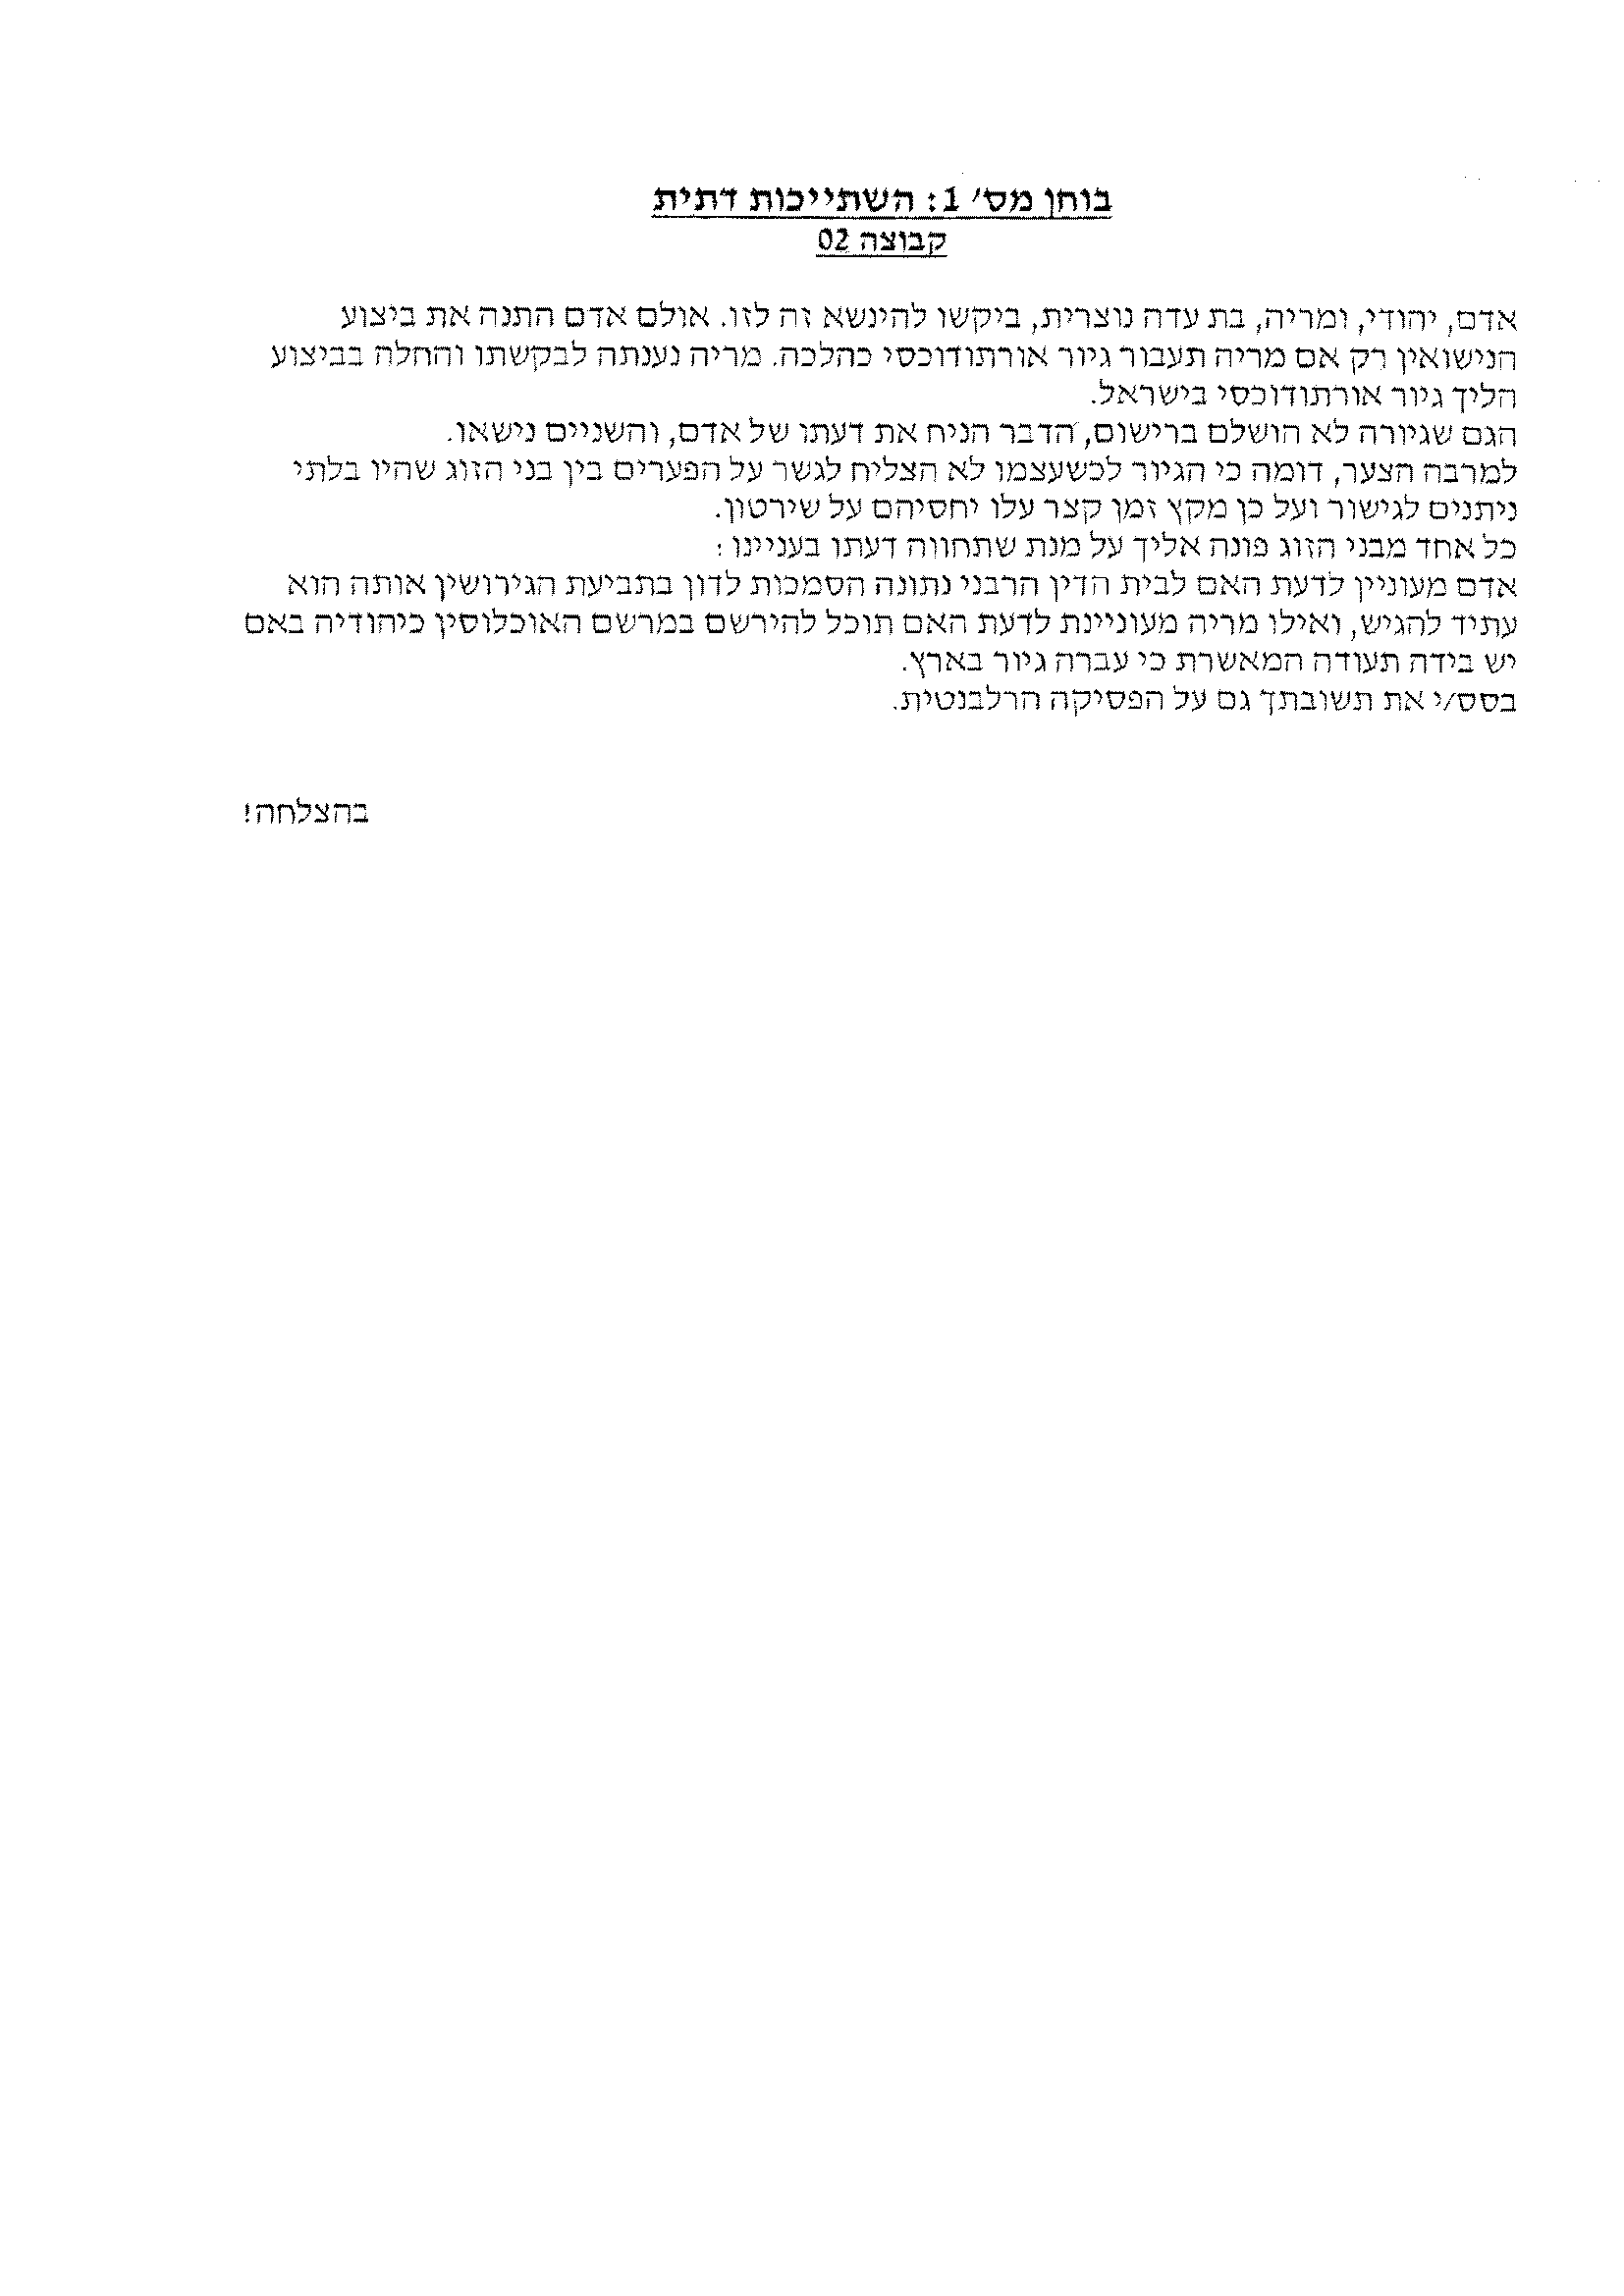 בוחן מס' 1: השתייכות דתית
קבוצה 02
אדם, יהודי, ומריה, בת עדה נוצרית, ביקשו להינשא זה לזו. אולם אדם התנה את ביצוע
הנישואין רק אם מריה תעבור גיור אורתודוכסי כהלכה. מריה נענתה לבקשתו והחלה בביצוע
הליך גיור אורתודוכסי בישראל.
הגם שגיורה לא הושלם ברישום, הדבר הניח את דעתו של אדם, והשניים נישאו.
למרבה הצער, דומה כי הגיור לכשעצמו לא הצליח לגשר על הפערים בין בני הזוג שהיו בלתי
ניתנים לגישור ועל כן מקץ זמן קצר עלו יחסיהם על שירטון.
כל אחד מבני הזוג פונה אליך על מנת שתחווה דעתו בעניינו:
אדם מעוניין לדעת האם לבית הדין הרבני נתונה הסמכות לדון בתביעת הגירושין אותה הוא
עתיד להגיש, ואילו מריה מעוניינת לדעת האם תוכל להירשם במרשם האוכלוסין כיהודיה באם
יש בידה תעודה המאשרת כי עברה גיור בארץ.
בסס/י את תשובתך גם על הפסיקה הרלבנטית.
בהצלחה!